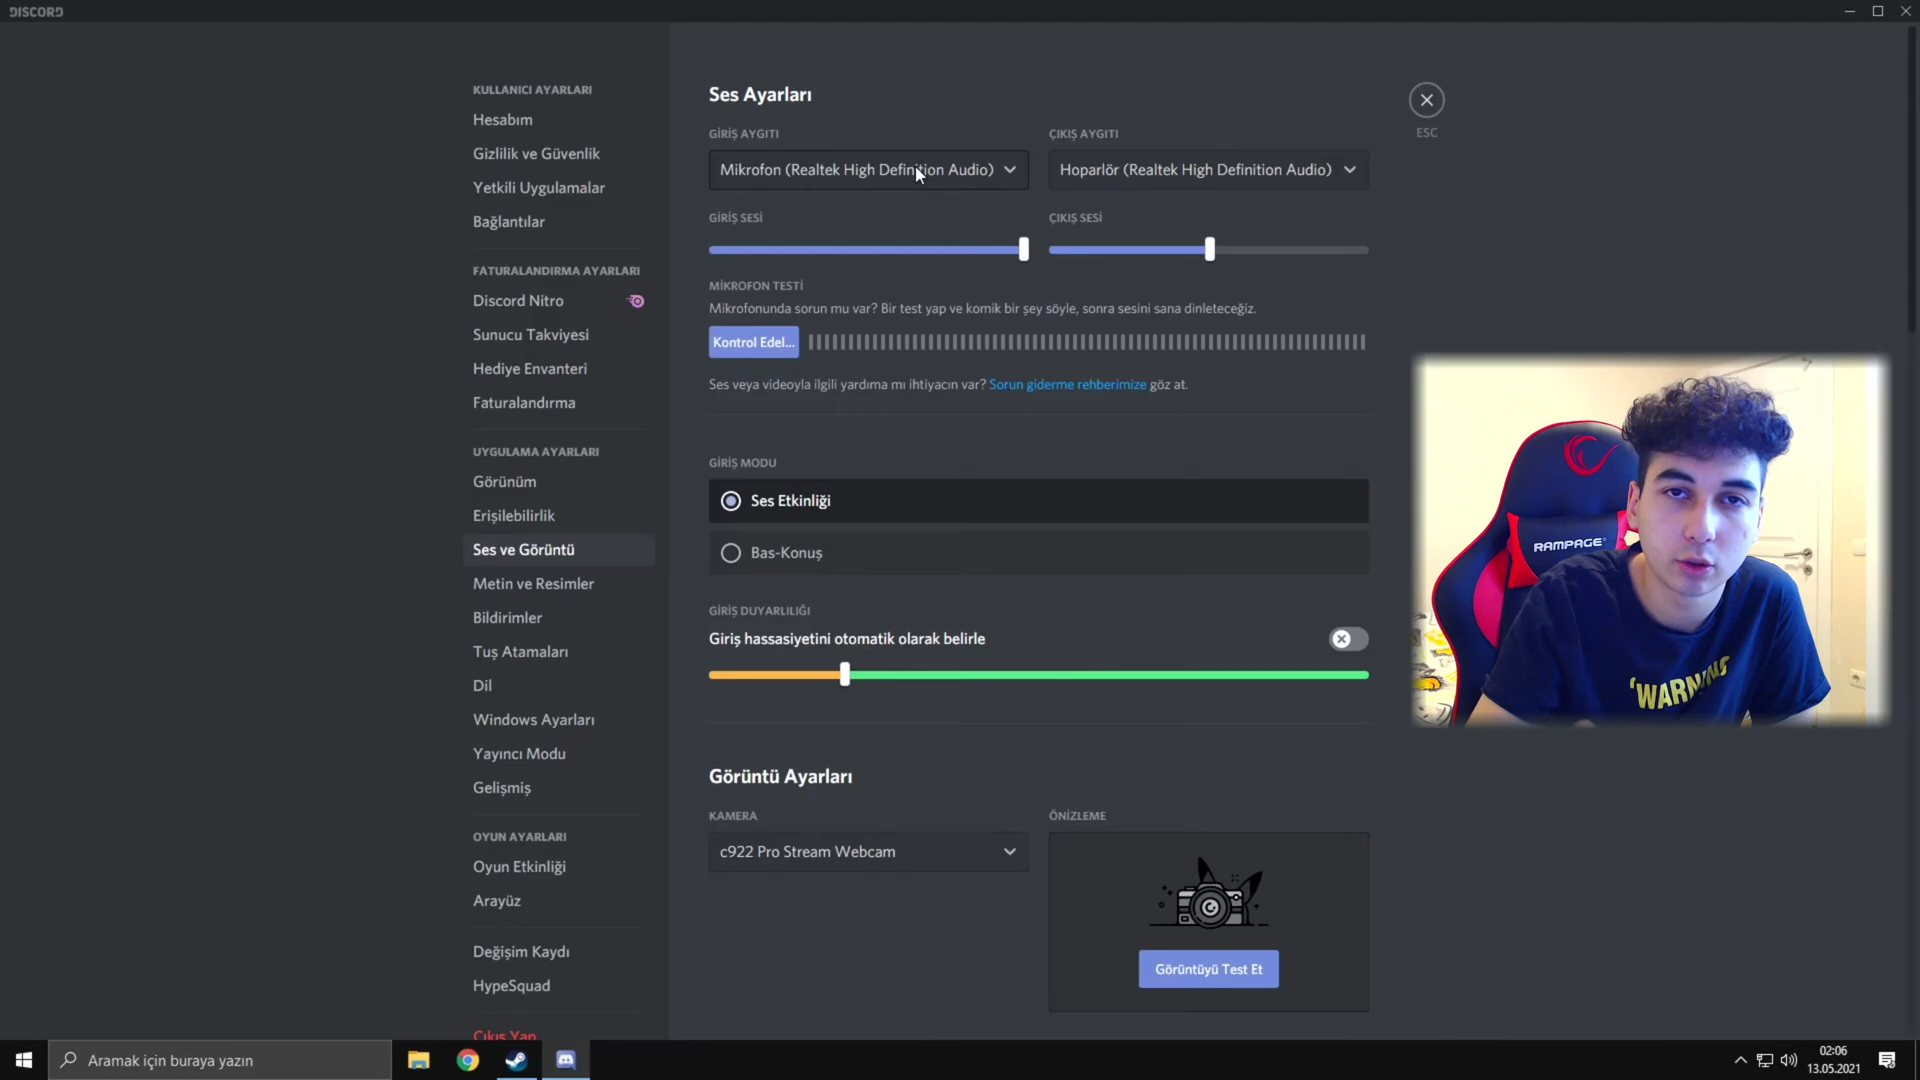 DISCORD
KULLANICI AYARLARI
Hesabım
Gizlilik ve Güvenlik
Yetkili Uygulamalar
Bağlantılar
FATURALANDIRMA AYARLARI
Discord Nitro
Sunucu Takviyesi
Hediye Envanteri
Faturalandırma
UYGULAMA AYARLARI
Görünüm
Erişilebilirlik
Ses ve Görüntü
Metin ve Resimler
Bildirimler
Tuş Atamaları
Dil
Windows Ayarları
Yayıncı Modu
Gelişmiş
OYUN AYARLARI
Oyun Etkinliği
Arayüz
Değişim Kaydı
HypeSquad
Çıkış Yap
Ses Ayarları
GİRİŞ AYGITI
ÇIKIŞ AYGITI
Mikrofon (Realtek High Definition Audio)
Hoparlör (Realtek High Definition Audio)
GİRİŞ SESİ
ÇIKIŞ SESİ
MİKROFON TESTİ
Mikrofonunda sorun mu var? Bir test yap ve komik bir şey söyle, sonra sesini sana dinleteceğiz.
Kontrol Edel...
Ses veya videoyla ilgili yardıma mı ihtiyacın var? Sorun giderme rehberimize göz at.
GİRİŞ MODU
Ses Etkinliği
Bas-Konuş
GİRİŞ DUYARLILIĞI
Giriş hassasiyetini otomatik olarak belirle
Görüntü Ayarları
KAMERA
ÖNİZLEME
c922 Pro Stream Webcam
Görüntüyü Test Et
ESC
RAMPAGE
'WARNING
Aramak için buraya yazın
02:06
13.05.2021